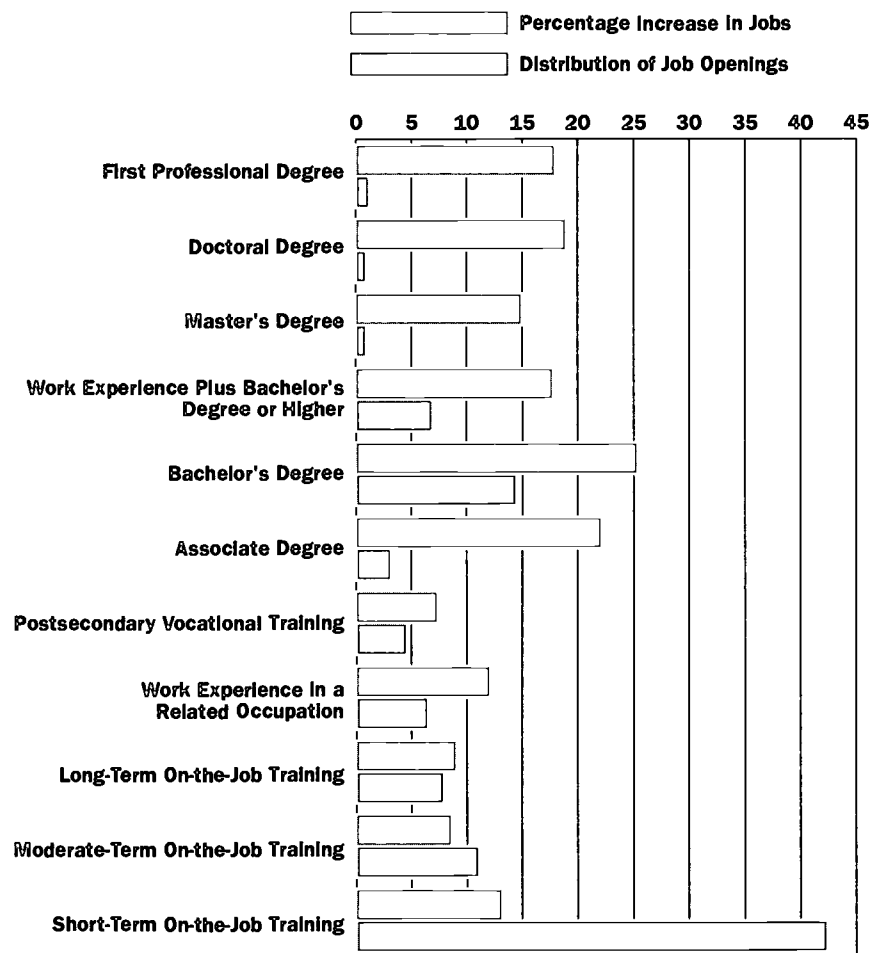 Percentage Increase in Jobs
Distribution of Job Openings
0 5 10 15 20 25 30 35 40 45
First Professional Degree
Doctoral Degree
Master's Degree
Work Experience Plus Bachelor's
Degree or Higher
Bachelor's Degree
Associate Degree
Postsecondary Vocational Training
Work Experience in a
Related Occupation
Long-Term On-the-Job Training
Moderate-Term On-the-Job Training
Short-Term On-the-Job Training